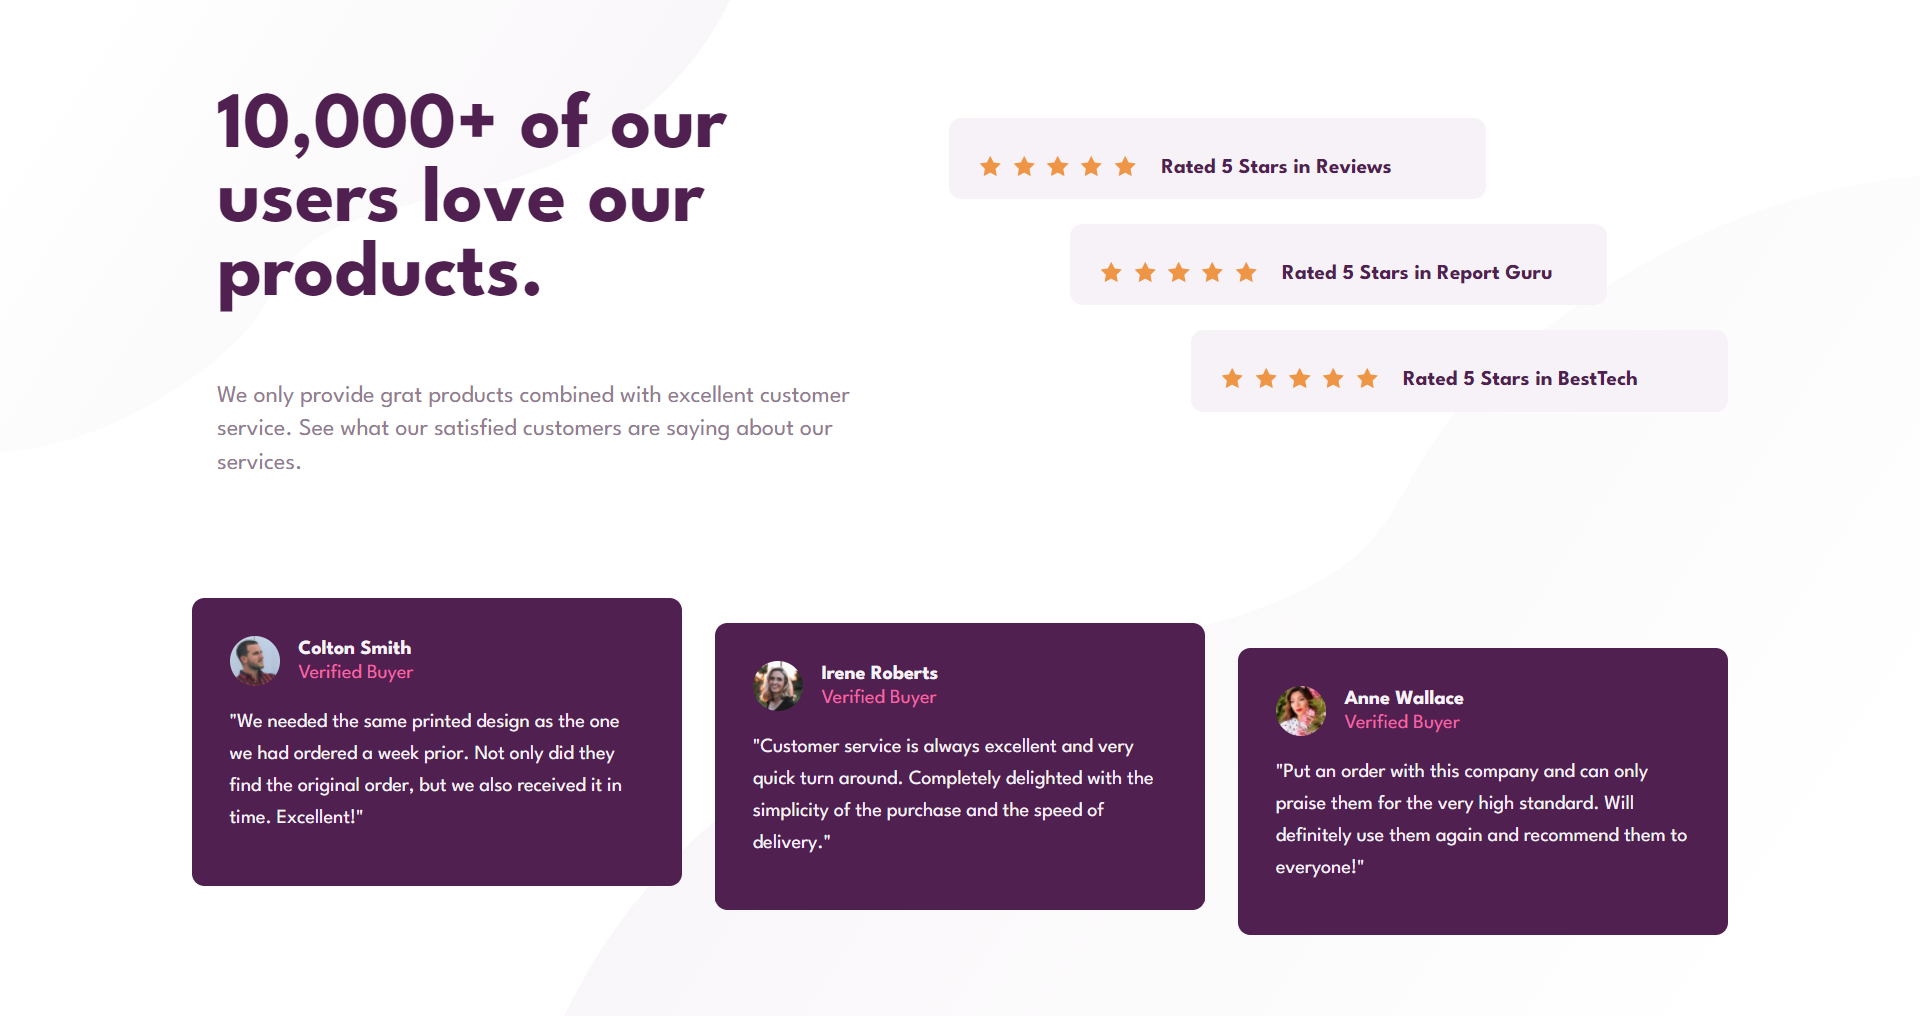 10,000+ of our
users love our
products.
We only provide grat products combined with excellent customer
service. See what our satisfied customers are saying about our
services.
Rated 5 Stars in Reviews
Rated 5 Stars in Report Guru
Rated 5 Stars in BestTech
Colton Smith
Verified Buyer
"We needed the same printed design as the one
we had ordered a week prior. Not only did they
find the original order, but we also received it in
time. Excellent!"
Irene Roberts
Verified Buyer
"Customer service is always excellent and very
quick turn around. Completely delighted with the
simplicity of the purchase and the speed of
delivery."
Anne Wallace
Verified Buyer
"Put an order with this company and can only
praise them for the very high standard. Will
definitely use them again and recommend them to
everyone!"